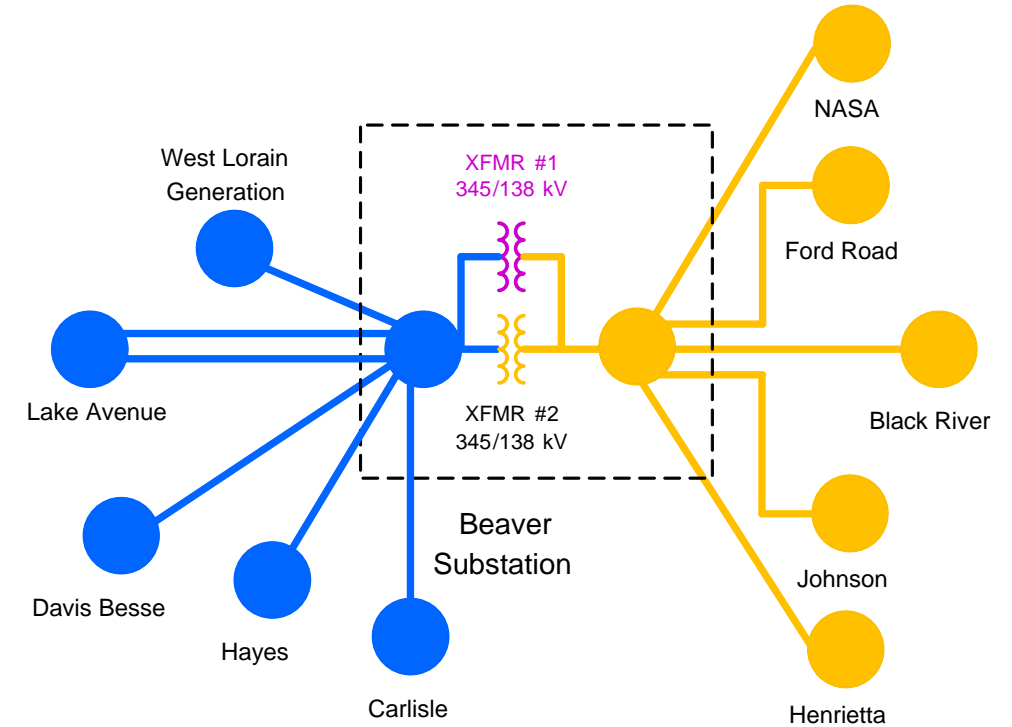 NASA
XFMR #1
345/138 kV
West Lorain
Generation
Ford Road
Lake Avenue
XFMR #2
345/138 kV
Black River
Beaver
Substation
Johnson
Davis Besse
Hayes
Carlisle
Henrietta